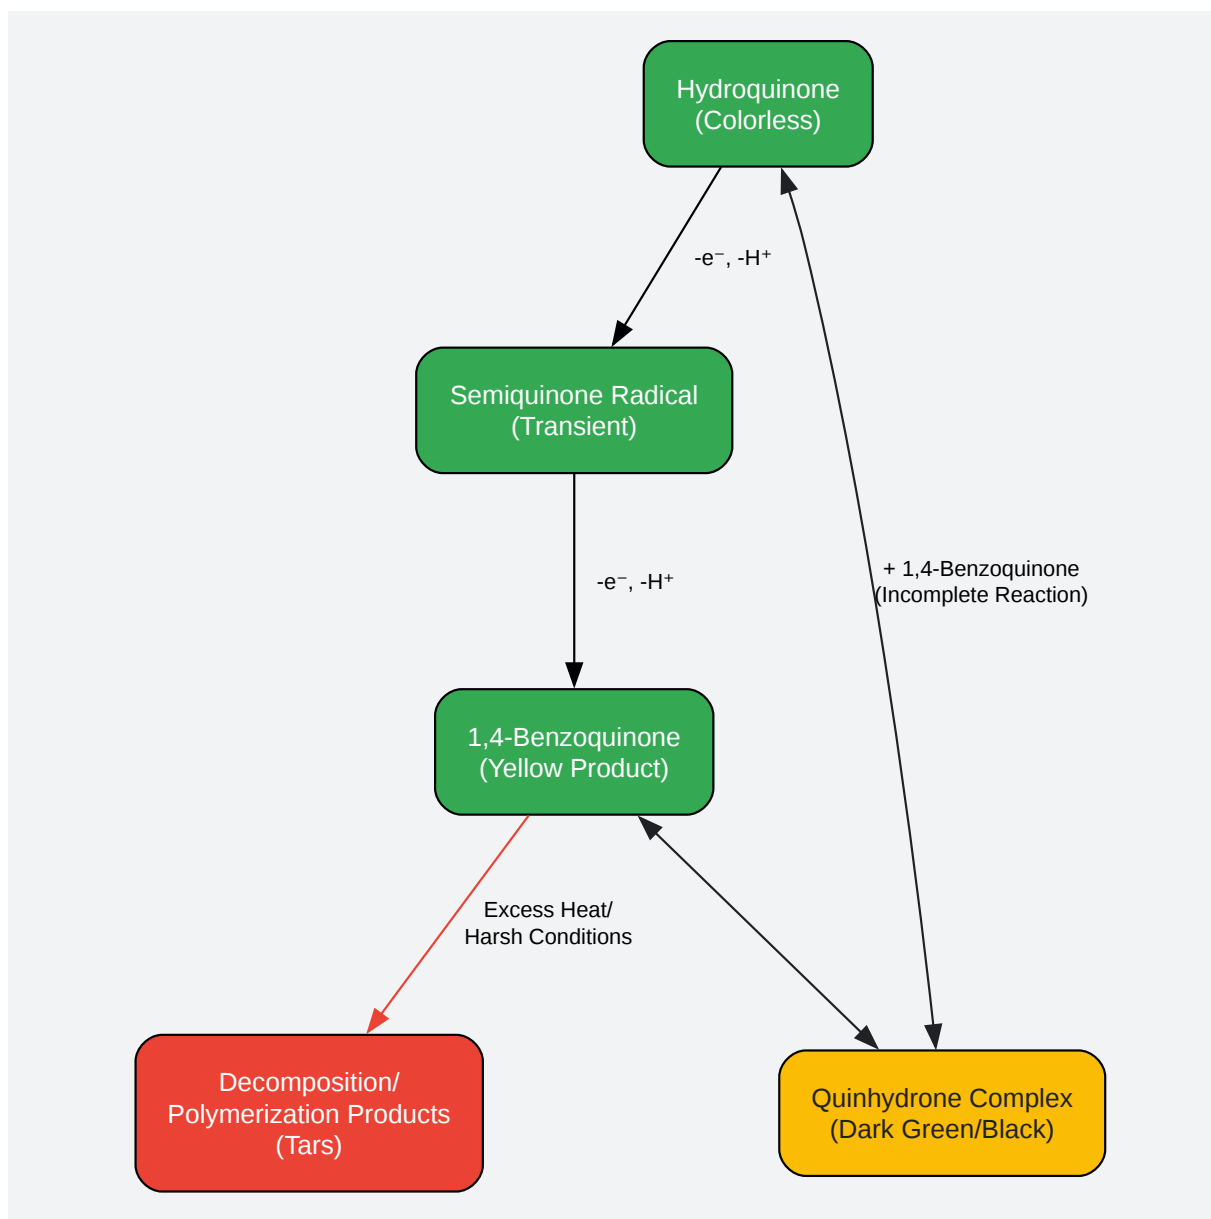 Hydroquinone
(Colorless)
-e⁻, -H⁺
Semiquinone Radical
(Transient)
-e⁻, -H⁺
+ 1,4-Benzoquinone
(Incomplete Reaction)
1,4-Benzoquinone
(Yellow Product)
Excess Heat/
Harsh Conditions
Decomposition/
Polymerization Products
(Tars)
Quinhydrone Complex
(Dark Green/Black)